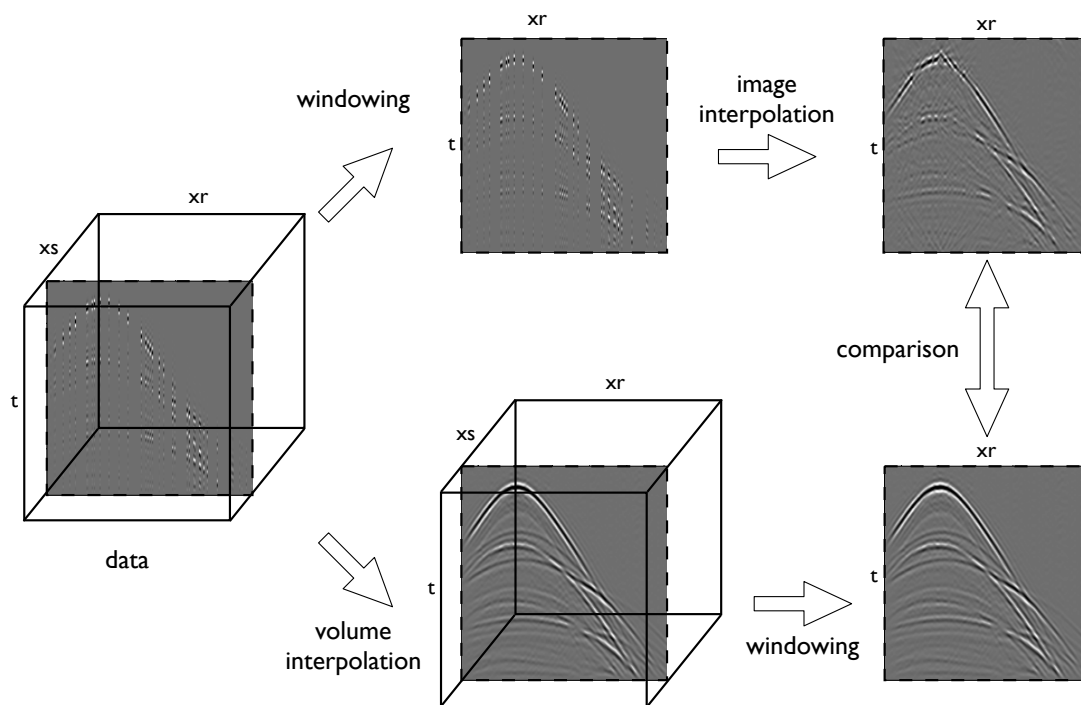 xr
windowing
t
image
interpolation
xr
t
xr
xs
t
data
comparison
xr
xs
t
volume
interpolation
windowing
xr
t